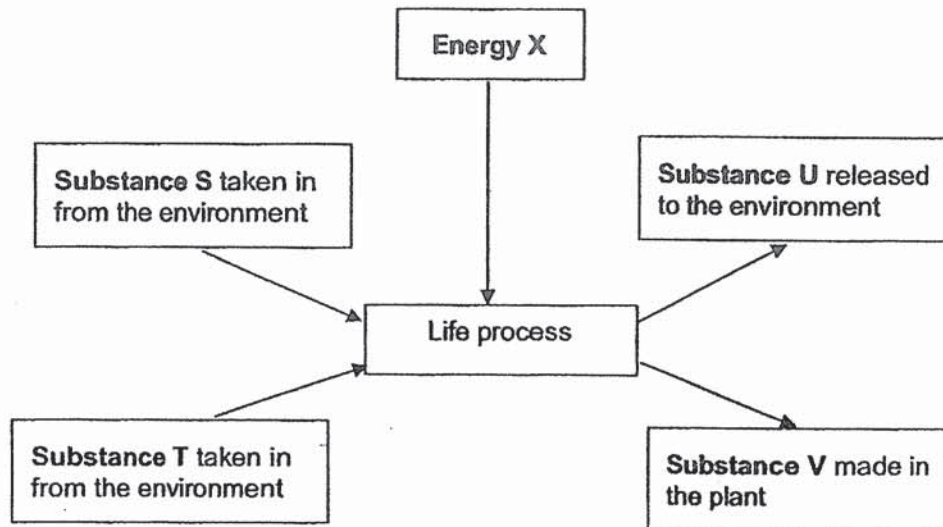 Energy X
Substance S taken in
from the environment
Substance U released
to the environment
Life process
Substance T taken in
from the environment
Substance V made in
the plant